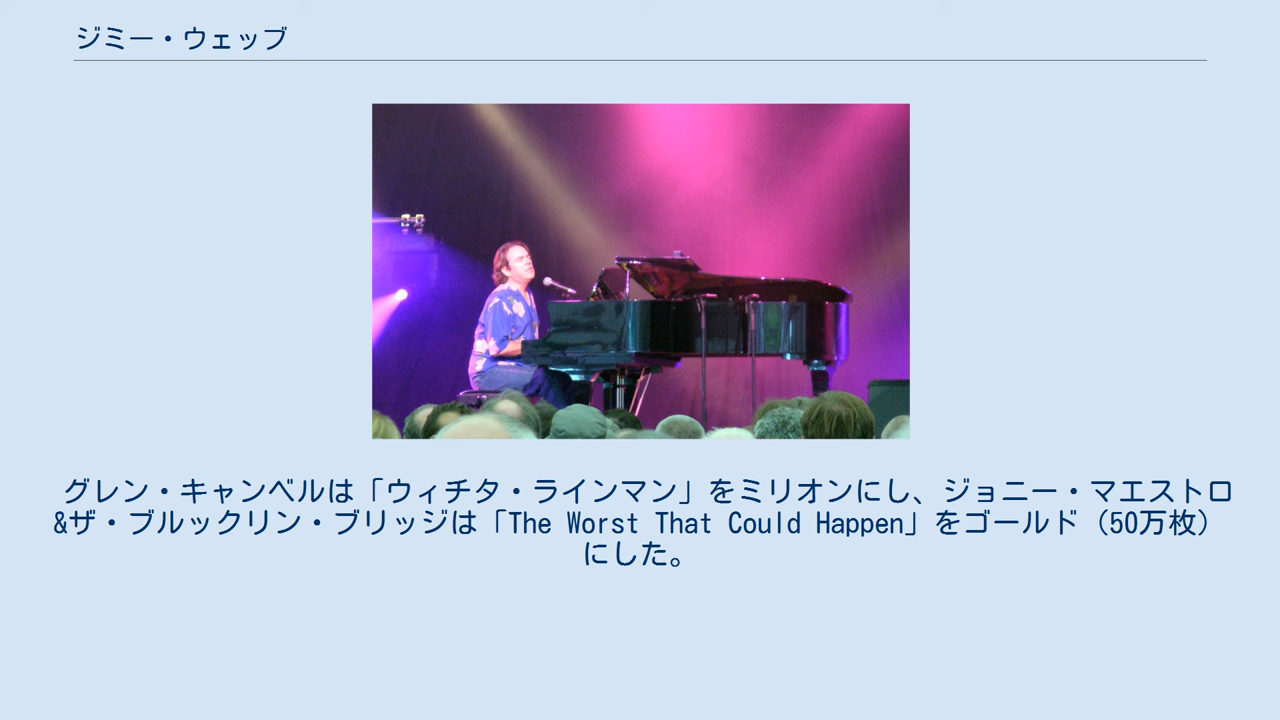 ジミー・ウェッブ
グレン・キャンベルは「ウィチタ・ラインマン」をミリオンにし、ジョニー・マエストロ
&ザ・ブルックリン・ブリッジは「The Worst That Could Happen」をゴールド（50万枚）
にした。